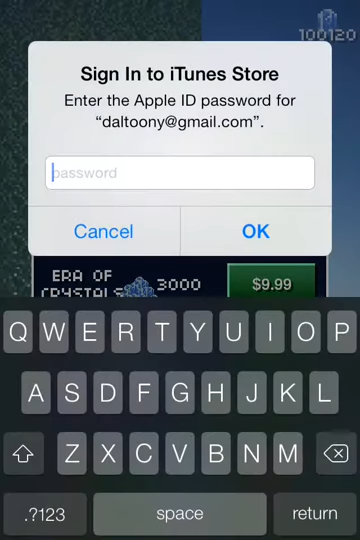 100120
Sign In to iTunes Store
Enter the Apple ID password for
“daltoony@gmail.com”.
password
Cancel
OK
ERA OF
CRYSTALS
3000
$9.99
Q W E R T Y U I O P
A S D F G H J K L
Z X C V B N M
.?123
space
return